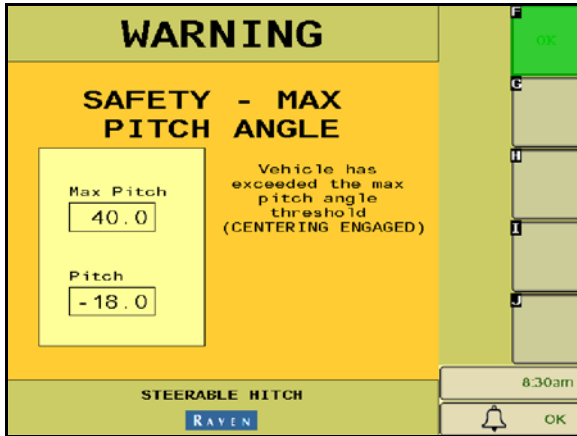 WARNING
SAFETY - MAX
PITCH ANGLE
Max Pitch
40.0
Pitch
-18.0
Vehicle has
exceeded the max
pitch angle
threshold
(CENTERING ENGAGED)
STEERABLE HITCH
RAVEN
F
OK
G
H
I
J
8:30am
OK